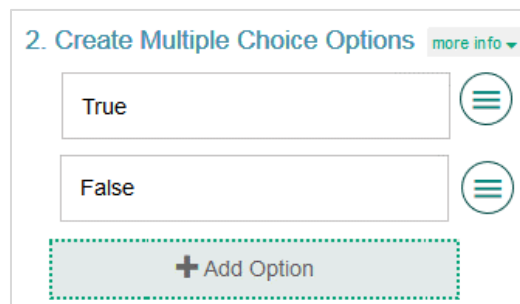 2. Create Multiple Choice Options more info
True
False
Add Option